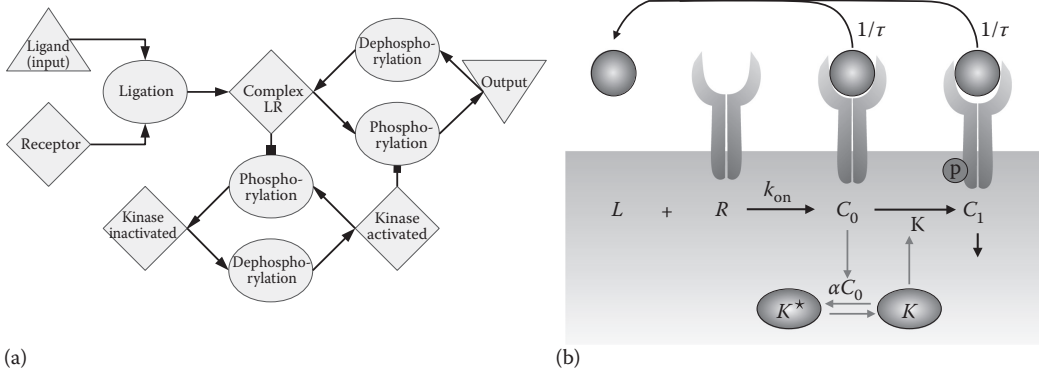 Ligand
(input)
Ligation
Receptor
Complex
LR
Dephospho-
rylation
Phospho-
rylation
Output
Phospho-
rylation
Kinase
inactivated
Kinase
activated
Dephospho-
rylation
(a)
1/τ
1/τ
p
L + R k_on C_0 C_1
K
αC_0
K* K
(b)